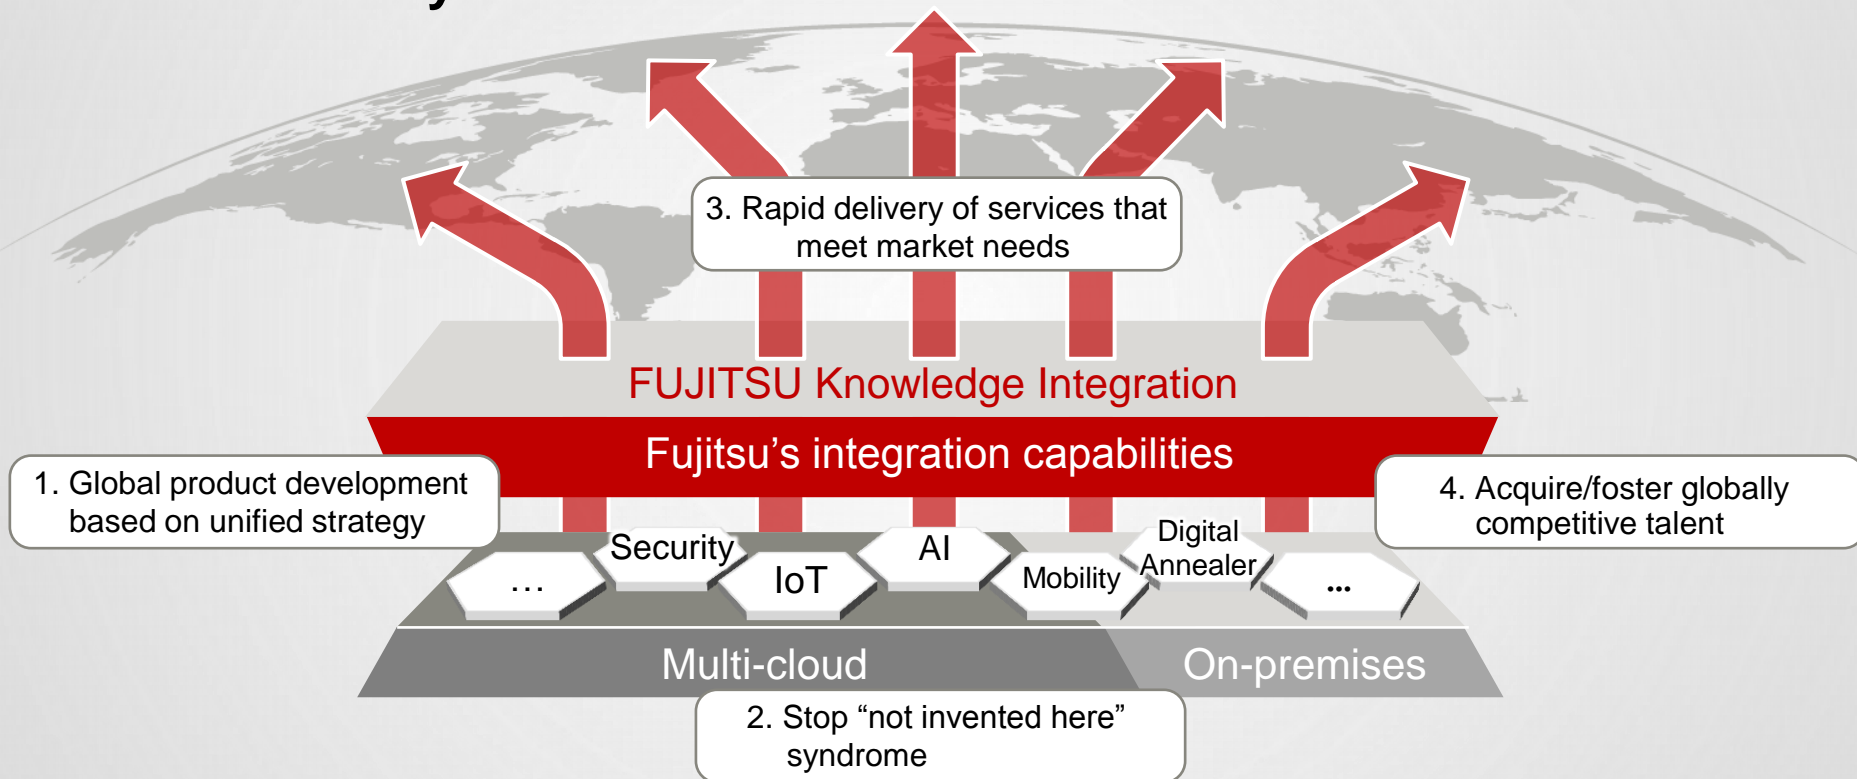 3. Rapid delivery of services that
meet market needs
FUJITSU Knowledge Integration
Fujitsu’s integration capabilities
1. Global product development
based on unified strategy
4. Acquire/foster globally
competitive talent
...
Security
IoT
AI
Mobility
Digital
Annealer
...
Multi-cloud
On-premises
2. Stop “not invented here”
syndrome